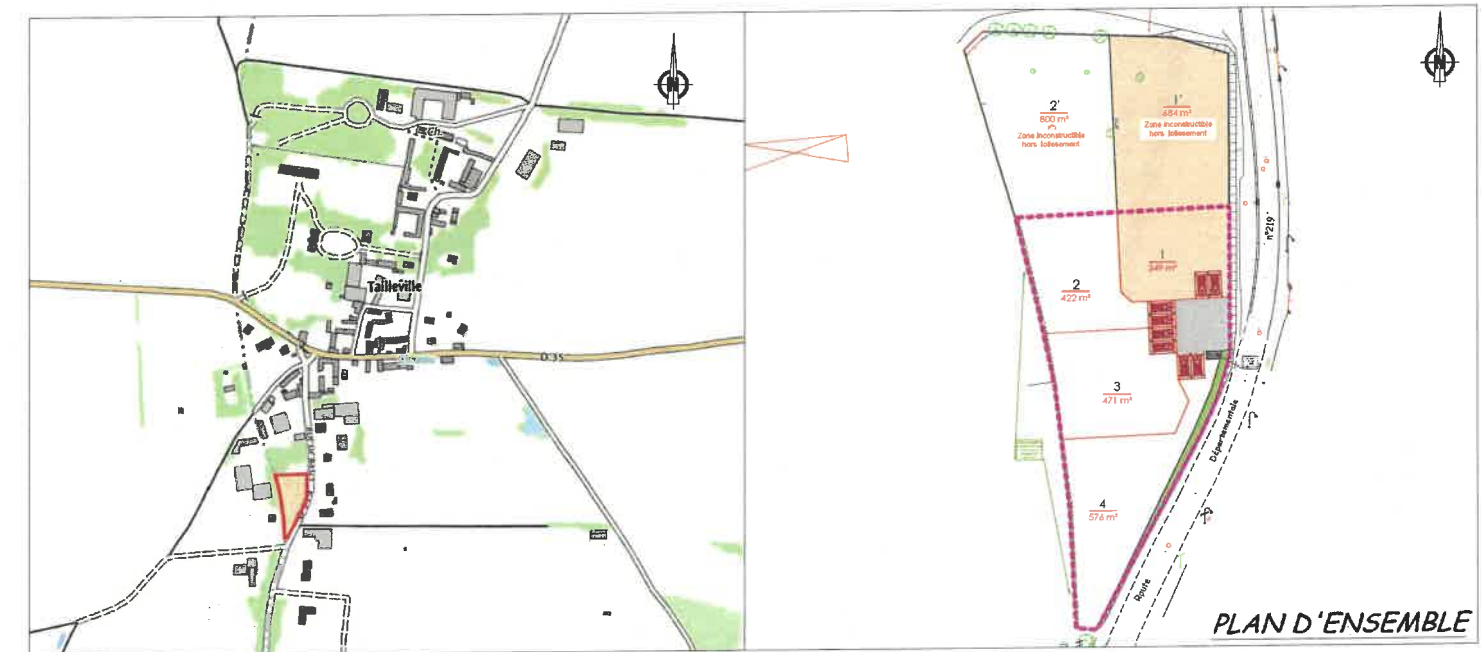 N
Ch.
Tailleville
D 35
N
2'
800 m²
Zone inconstructible
hors lotissement
1'
684 m²
Zone inconstructible
hors lotissement
n°219
1
349 m²
2
422 m²
3
471 m²
4
576 m²
Route
Départementale
PLAN D'ENSEMBLE